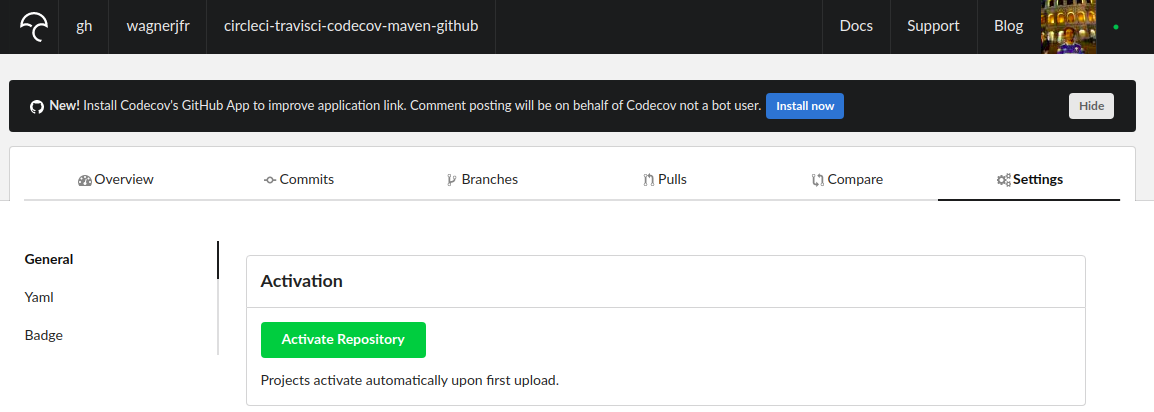 gh wagnerjfr circleci-travisci-codecov-maven-github Docs Support Blog
New! Install Codecov's GitHub App to improve application link. Comment posting will be on behalf of Codecov not a bot user. Install now Hide
Overview Commits Branches Pulls Compare Settings
General
Yaml
Badge
Activation
Activate Repository
Projects activate automatically upon first upload.